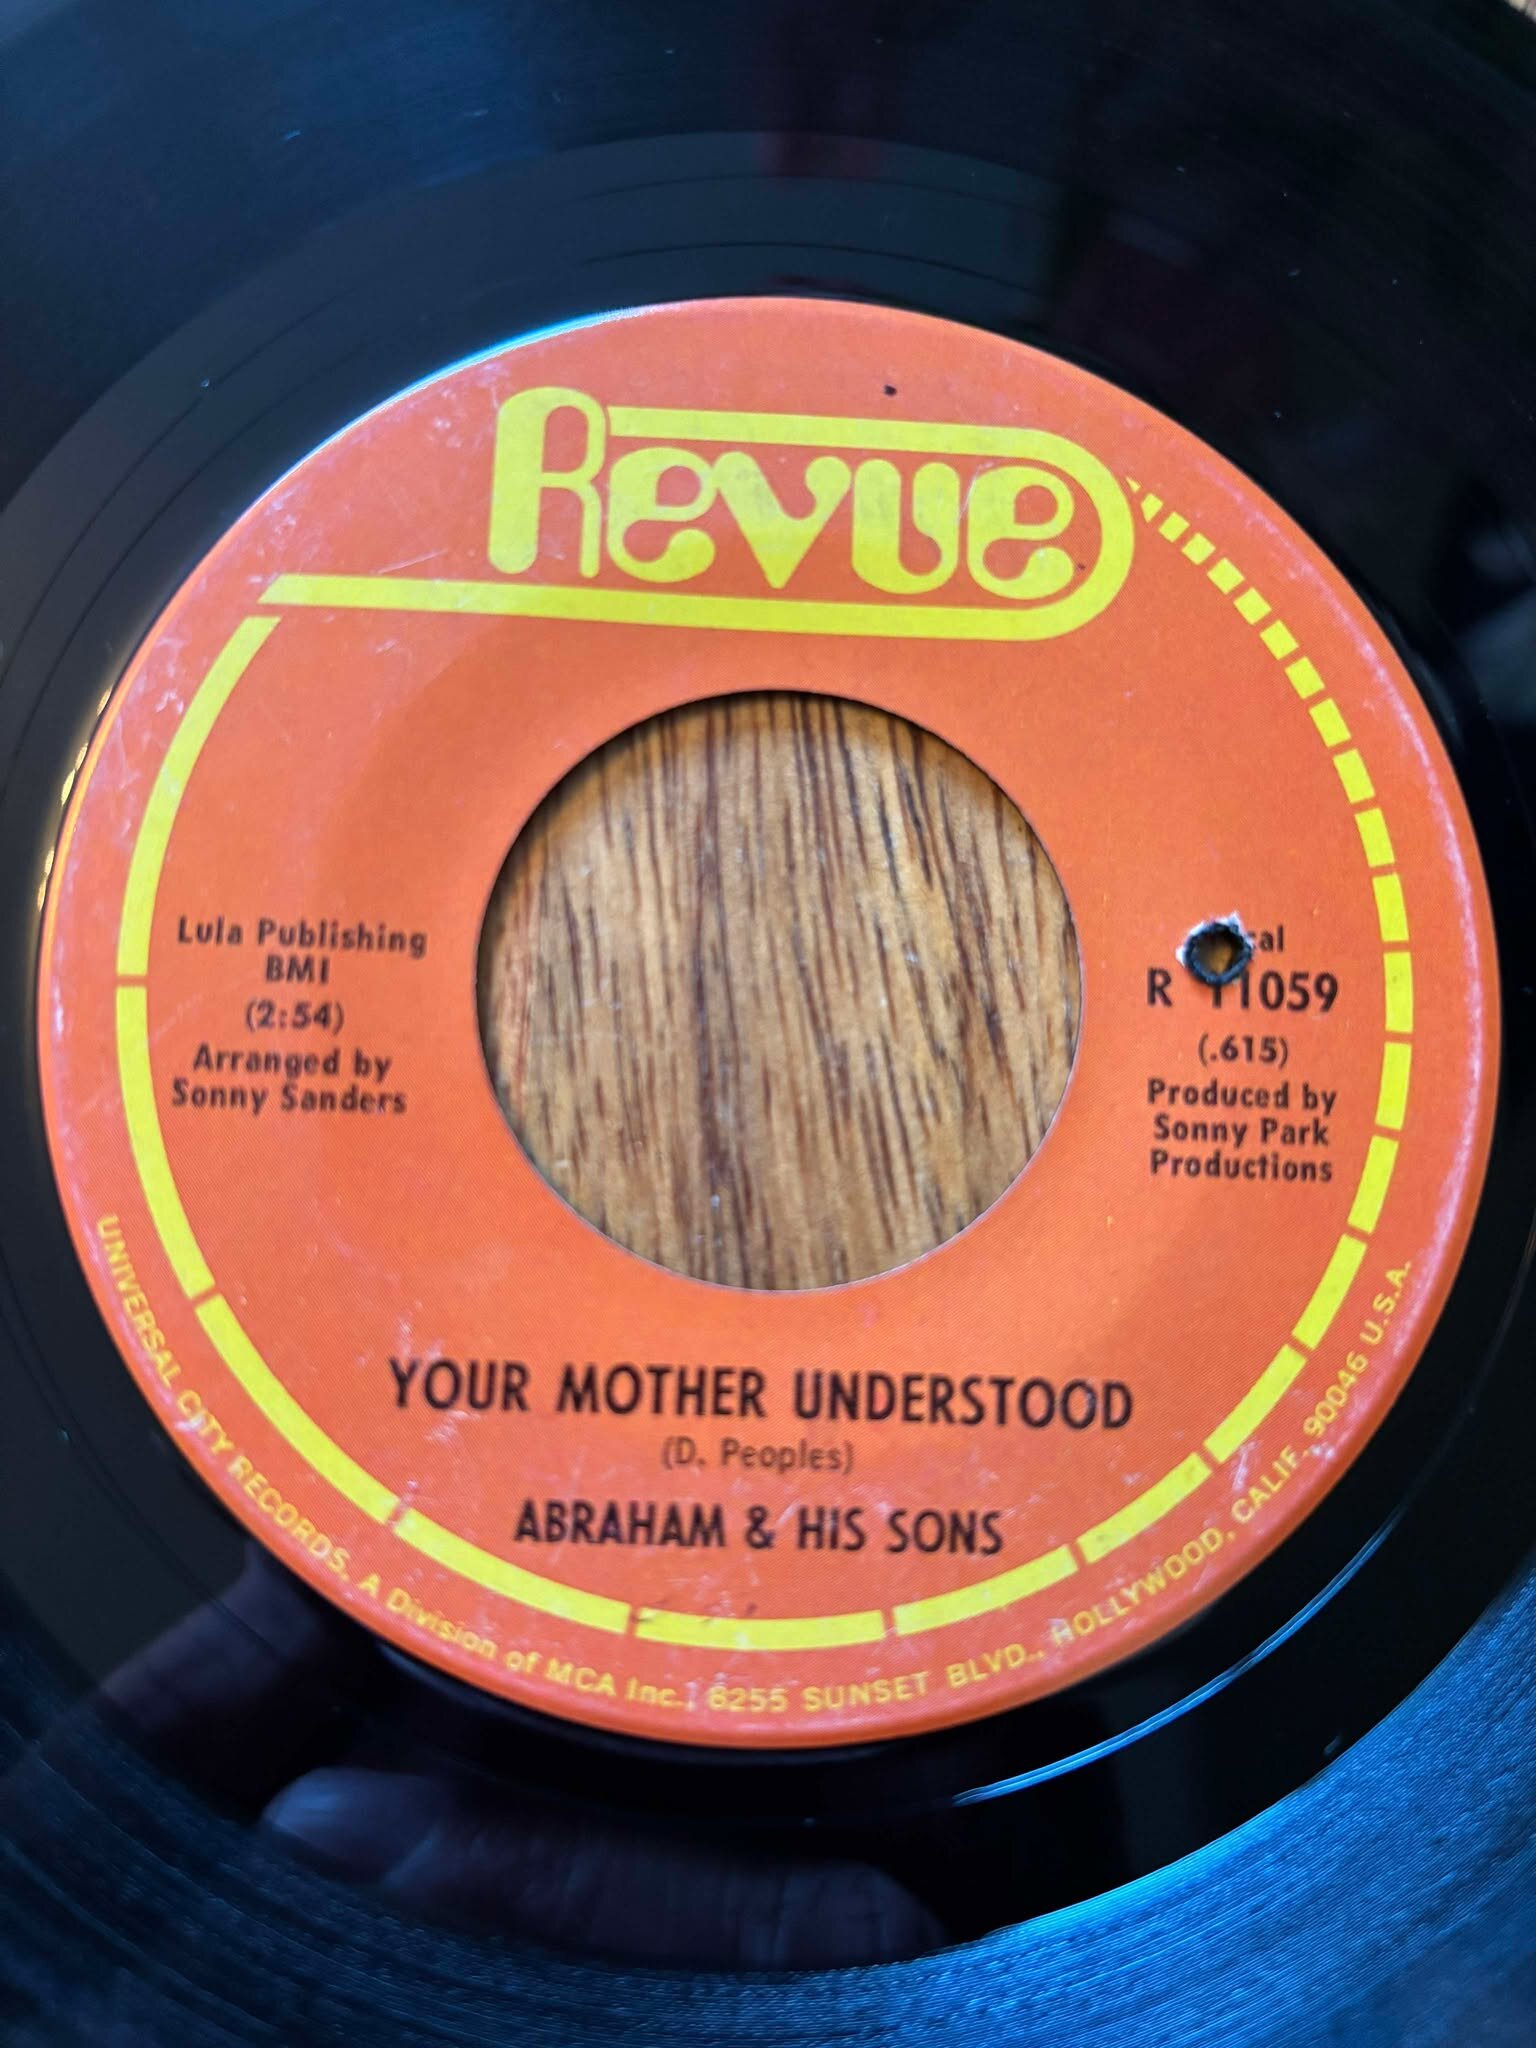 Revue
Lula Publishing
BMI
(2:54)
Arranged by
Sonny Sanders
R 11059
(.615)
Produced by
Sonny Park
Productions
YOUR MOTHER UNDERSTOOD
(D. Peoples)
ABRAHAM & HIS SONS
UNIVERSAL CITY RECORDS, A Division of MCA Inc., 8255 SUNSET BLVD., HOLLYWOOD, CALIF. 90046 U.S.A.